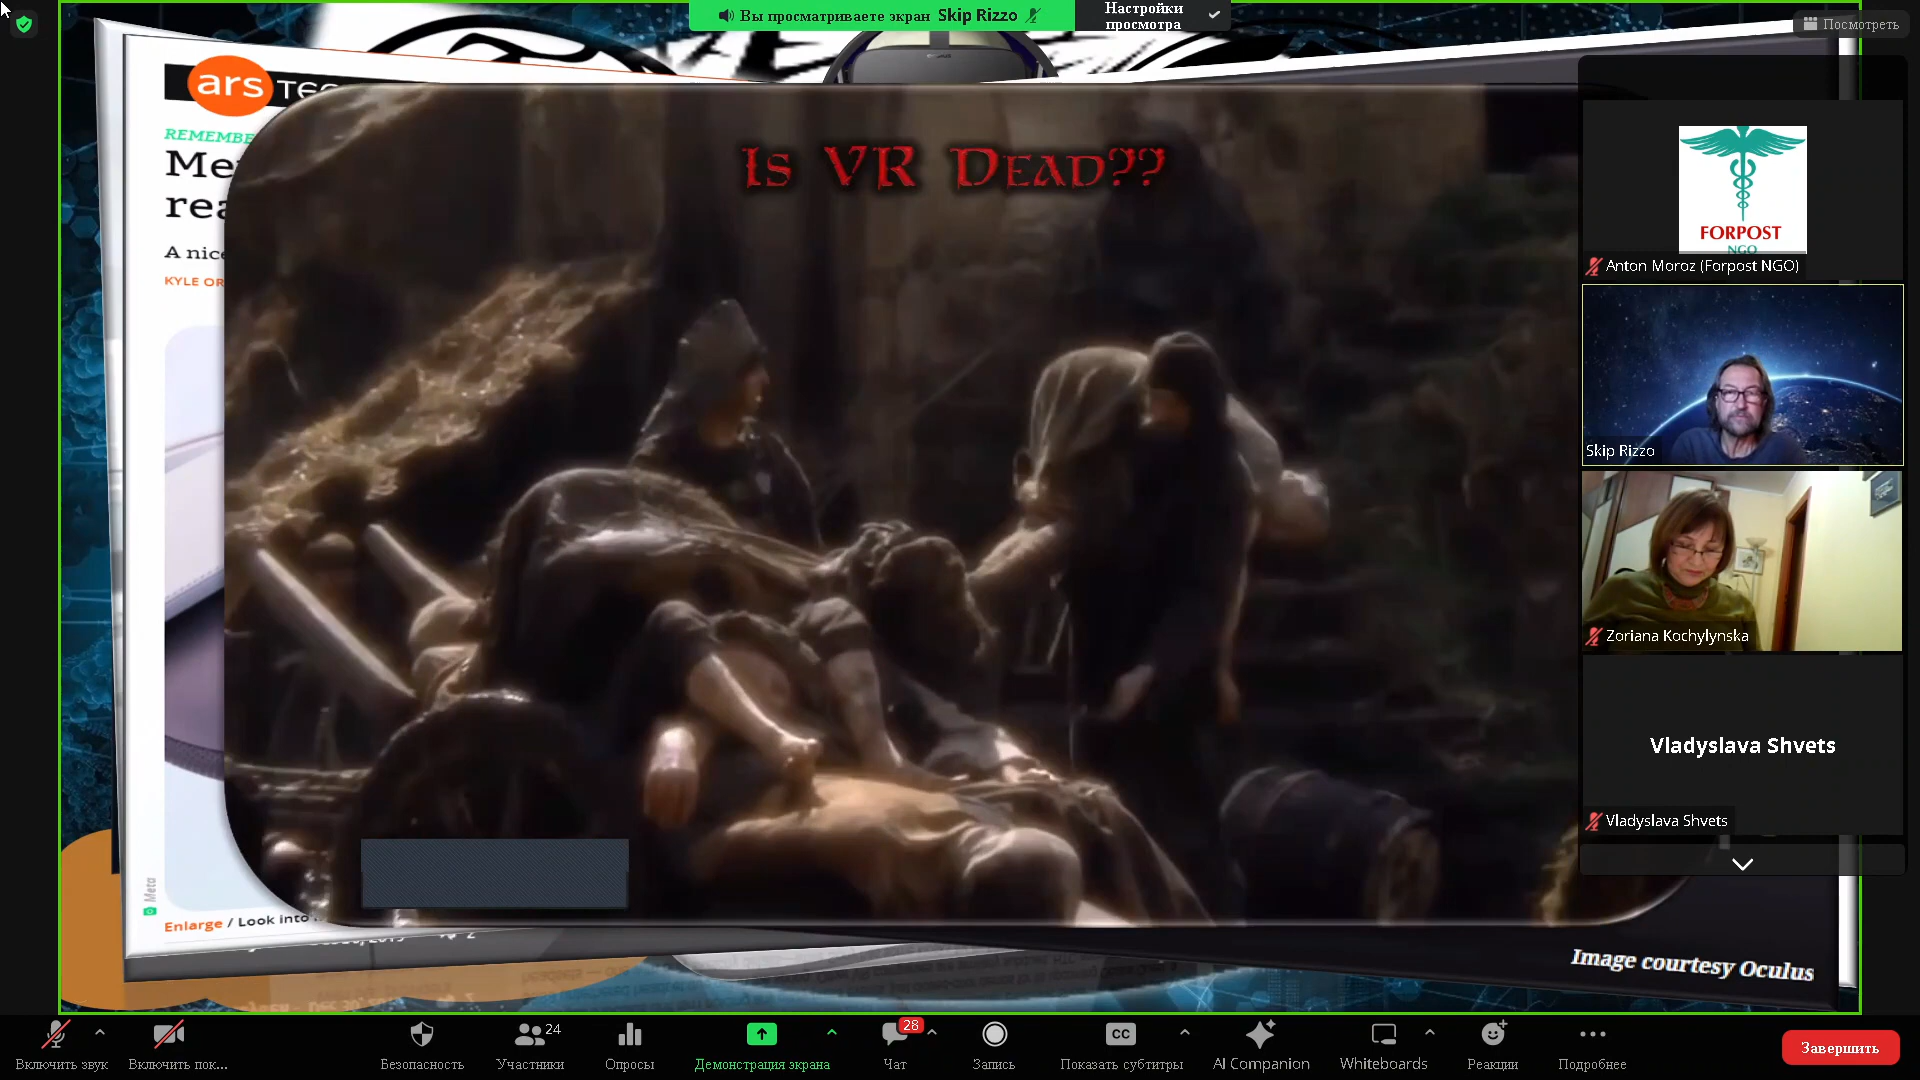 Вы просматриваете экран Skip Rizzo
Настройки
просмотра
Посмотреть
ars
REMEMBE
Me
rea
A nice
KYLE OR
Is VR Dead??
FORPOST
NGO
Anton Moroz (Forpost NGO)
Skip Rizzo
Zoriana Kochylynska
Vladyslava Shvets
Vladyslava Shvets
Meta
Enlarge / Look into
Image courtesy Oculus
Включить звук
Включить пок...
Безопасность
24
Участники
Опросы
Демонстрация экрана
28
Чат
Запись
CC
Показать субтитры
AI Companion
Whiteboards
Реакции
Подробнее
Завершить